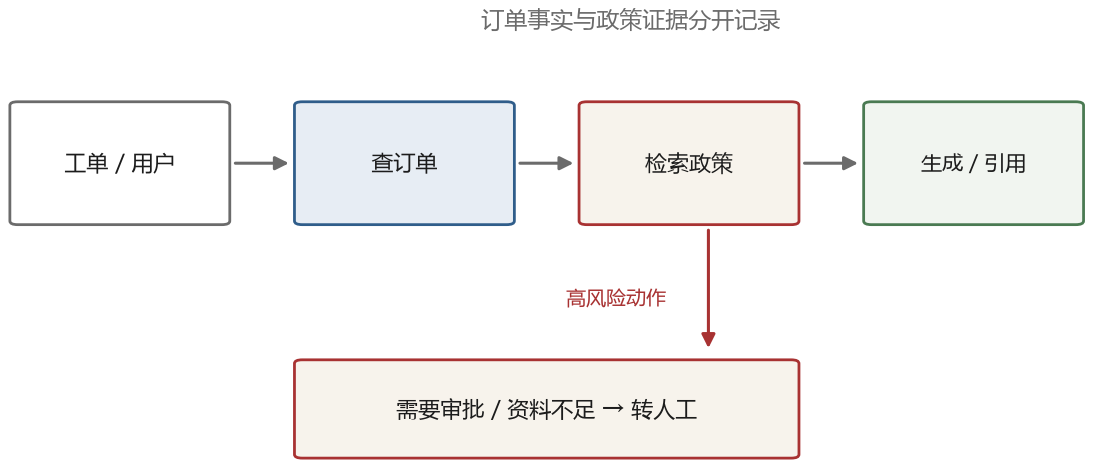 订单事实与政策证据分开记录
工单 / 用户
查订单
检索政策
生成 / 引用
高风险动作
需要审批 / 资料不足 → 转人工